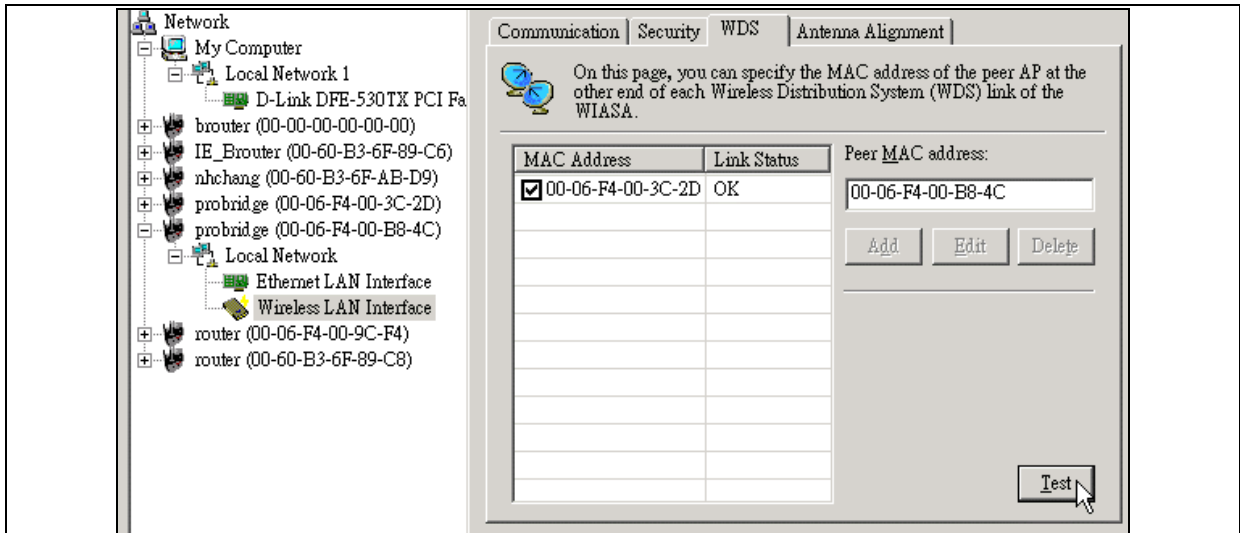 Network
My Computer
Local Network 1
D-Link DFE-530TX PCI Fa
brouter (00-00-00-00-00-00)
IE_Brouter (00-60-B3-6F-89-C6)
nhchang (00-60-B3-6F-AB-D9)
probridge (00-06-F4-00-3C-2D)
probridge (00-06-F4-00-B8-4C)
Local Network
Ethernet LAN Interface
Wireless LAN Interface
router (00-06-F4-00-9C-F4)
router (00-60-B3-6F-89-C8)
Communication Security WDS Antenna Alignment
On this page, you can specify the MAC address of the peer AP at the
other end of each Wireless Distribution System (WDS) link of the
WIASA.
MAC Address Link Status
00-06-F4-00-3C-2D OK
Peer MAC address:
00-06-F4-00-B8-4C
Add Edit Delete
Test